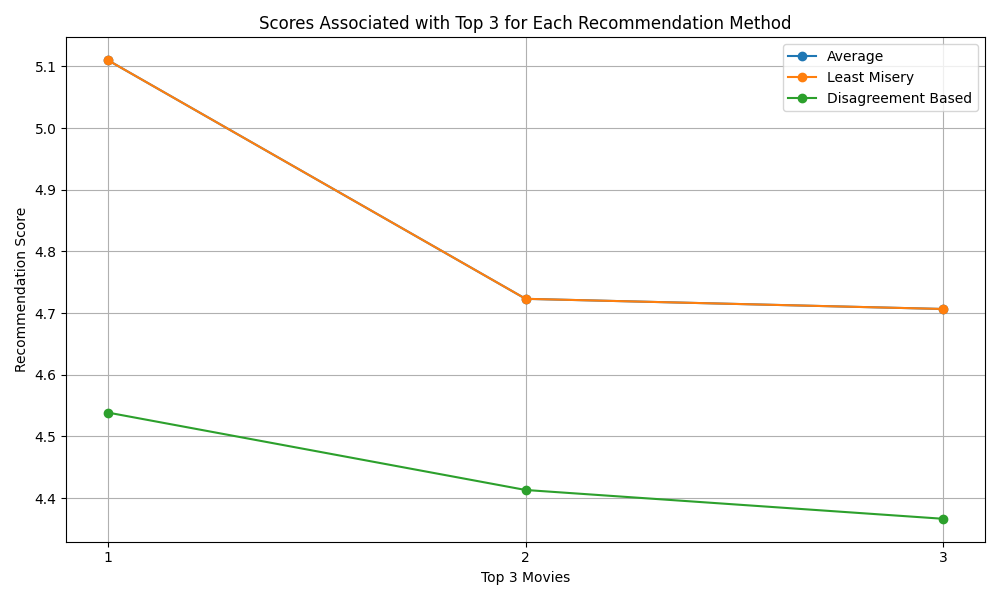 Scores Associated with Top 3 for Each Recommendation Method
Average
Least Misery
Disagreement Based
Recommendation Score
5.1
5.0
4.9
4.8
4.7
4.6
4.5
4.4
1
2
3
Top 3 Movies